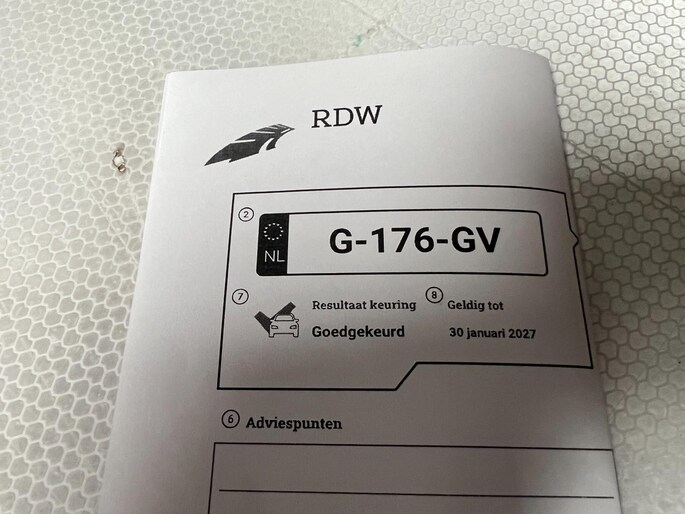 RDW
2
NL
G-176-GV
7 Resultaat keuring 8 Geldig tot
Goedgekeurd 30 januari 2027
6 Adviespunten